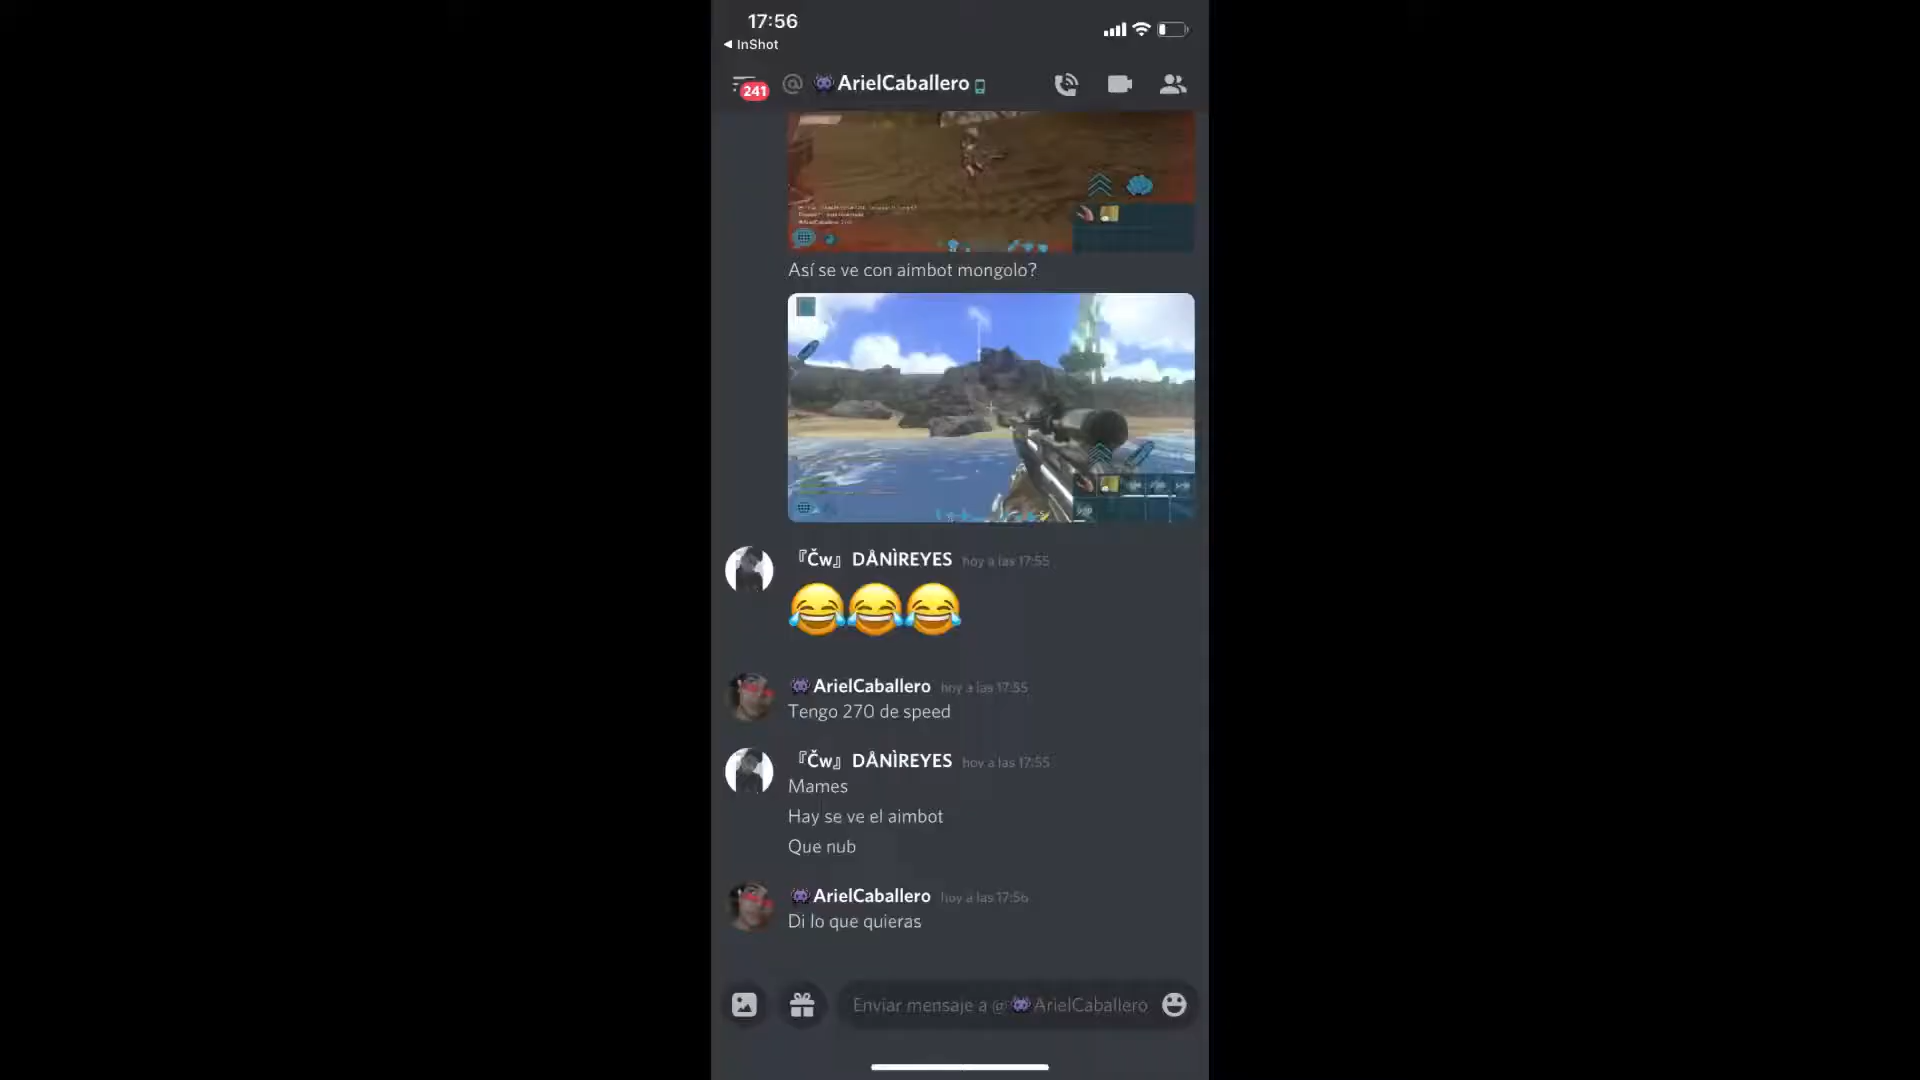 17:56
◀ InShot
241
@ 👾ArielCaballero
Así se ve con aimbot mongolo?
『Čw』 DÅNÌREYES hoy a las 17:55
😂😂😂
👾ArielCaballero hoy a las 17:55
Tengo 270 de speed
『Čw』 DÅNÌREYES hoy a las 17:55
Mames
Hay se ve el aimbot
Que nub
👾ArielCaballero hoy a las 17:56
Di lo que quieras
Enviar mensaje a @👾ArielCaballero